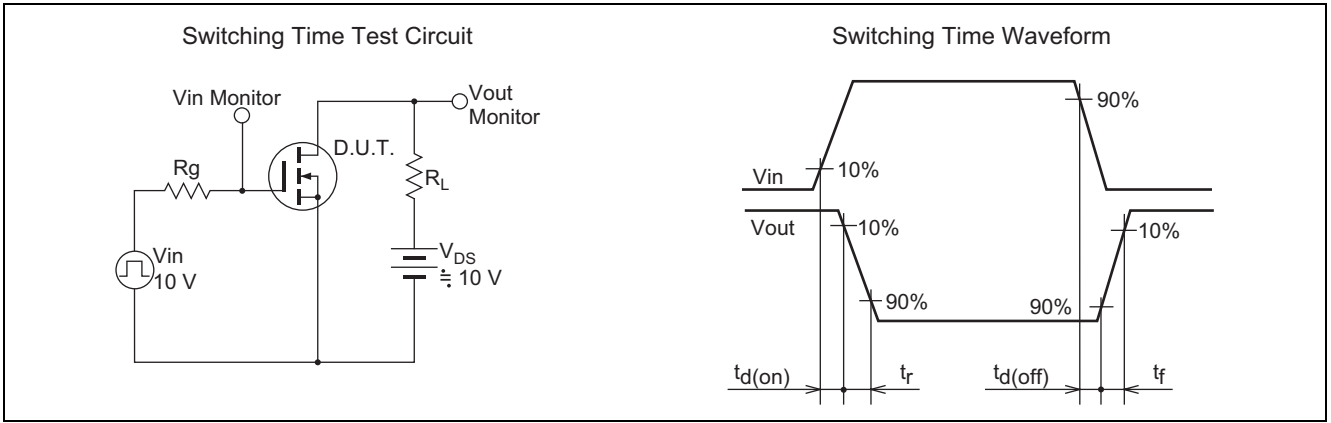 Switching Time Test Circuit
Vin Monitor
Vout
Monitor
D.U.T.
Rg
RL
Vin
10 V
VDS
≒ 10 V
Switching Time Waveform
90%
Vin
10%
Vout
10%
10%
90%
90%
td(on)
tr
td(off)
tf